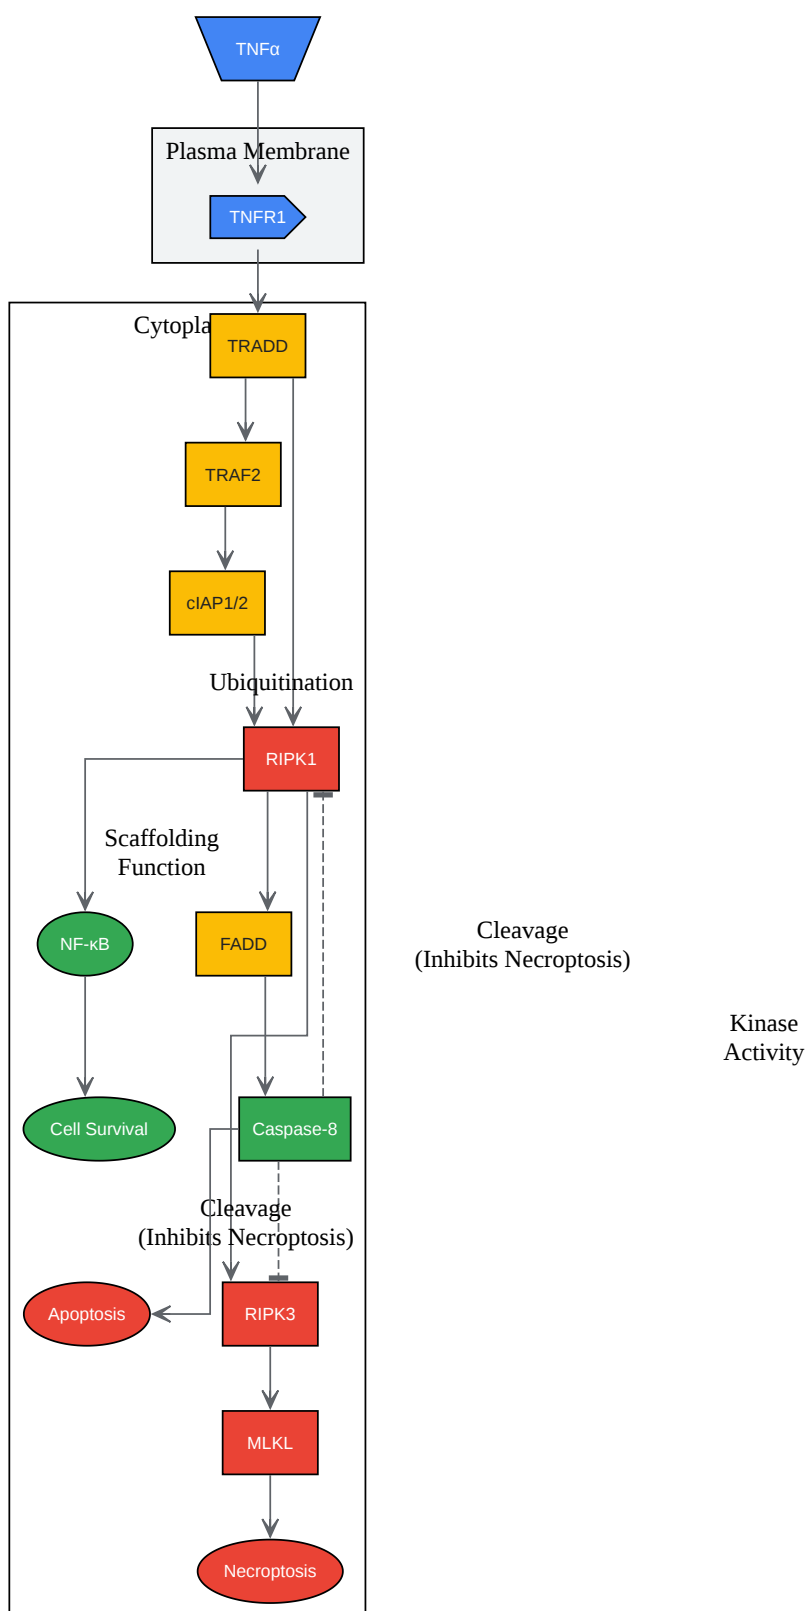 TNFα
Plasma Membrane
TNFR1
Cytopla
TRADD
TRAF2
cIAP1/2
Ubiquitination
RIPK1
Scaffolding
Function
NF-κB
FADD
Cleavage
(Inhibits Necroptosis)
Kinase
Activity
Cell Survival
Caspase-8
Cleavage
(Inhibits Necroptosis)
Apoptosis
RIPK3
MLKL
Necroptosis